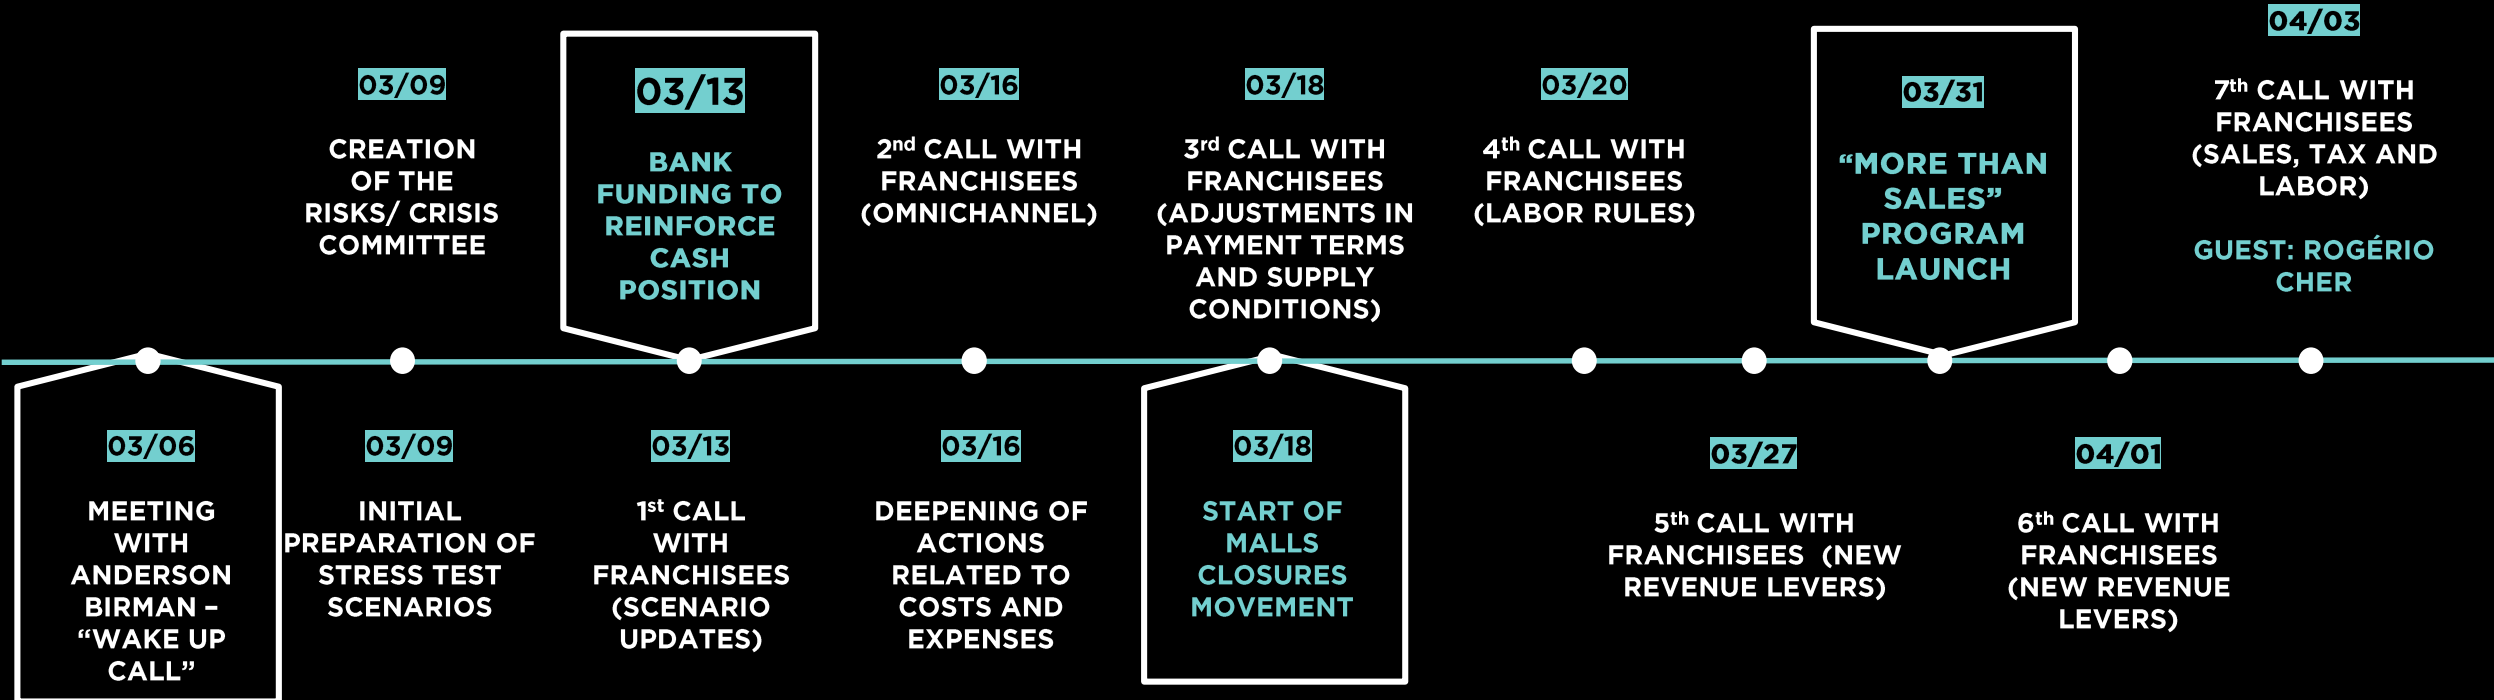 04/03
7th CALL WITH
FRANCHISEES
(SALES, TAX AND
LABOR)
GUEST: ROGÉRIO
CHER
03/09
CREATION
OF THE
RISKS/ CRISIS
COMMITTEE
03/13
BANK
FUNDING TO
REINFORCE
CASH
POSITION
03/16
2nd CALL WITH
FRANCHISEES
(OMNICHANNEL)
03/18
3rd CALL WITH
FRANCHISEES
(ADJUSTMENTS IN
PAYMENT TERMS
AND SUPPLY
CONDITIONS)
03/20
4th CALL WITH
FRANCHISEES
(LABOR RULES)
03/31
“MORE THAN
SALES”
PROGRAM
LAUNCH
03/06
MEETING
WITH
ANDERSON
BIRMAN –
“WAKE UP
CALL”
03/09
INITIAL
PREPARATION OF
STRESS TEST
SCENARIOS
03/13
1st CALL
WITH
FRANCHISEES
(SCENARIO
UPDATES)
03/16
DEEPENING OF
ACTIONS
RELATED TO
COSTS AND
EXPENSES
03/18
START OF
MALLS
CLOSURES
MOVEMENT
03/27
5th CALL WITH
FRANCHISEES (NEW
REVENUE LEVERS)
04/01
6th CALL WITH
FRANCHISEES
(NEW REVENUE
LEVERS)